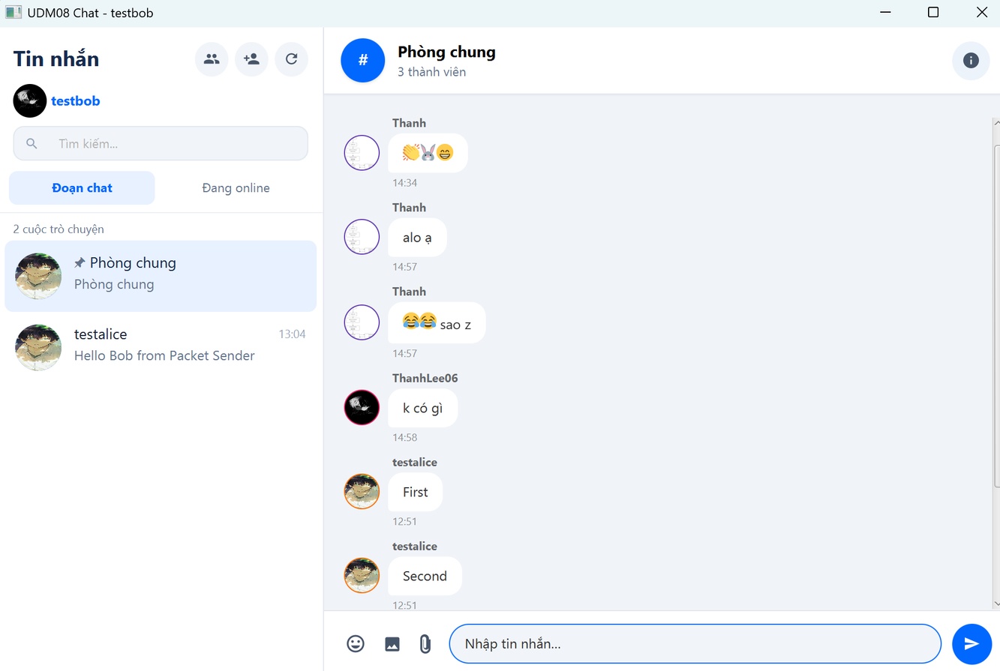 UDM08 Chat - testbob
Tin nhắn
testbob
Tìm kiếm...
Đoạn chat
Đang online
2 cuộc trò chuyện
📌 Phòng chung
Phòng chung
testalice
13:04
Hello Bob from Packet Sender
#
Phòng chung
3 thành viên
Thanh
👏🐰😄
14:34
Thanh
alo ạ
14:57
Thanh
😂😂 sao z
14:57
ThanhLee06
k có gì
14:58
testalice
First
12:51
testalice
Second
12:51
Nhập tin nhắn...